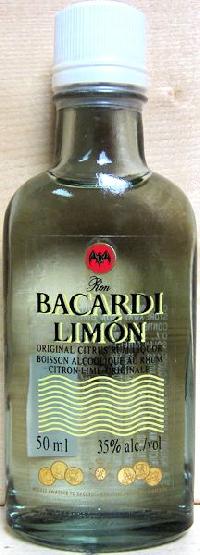 Ron
BACARDI
LIMÓN
ORIGINAL CITRUS RUM LIQUOR
BOISSON ALCOOLIQUE AU RHUM
CITRON-LIME ORIGINALE
50 ml 35% alc./vol